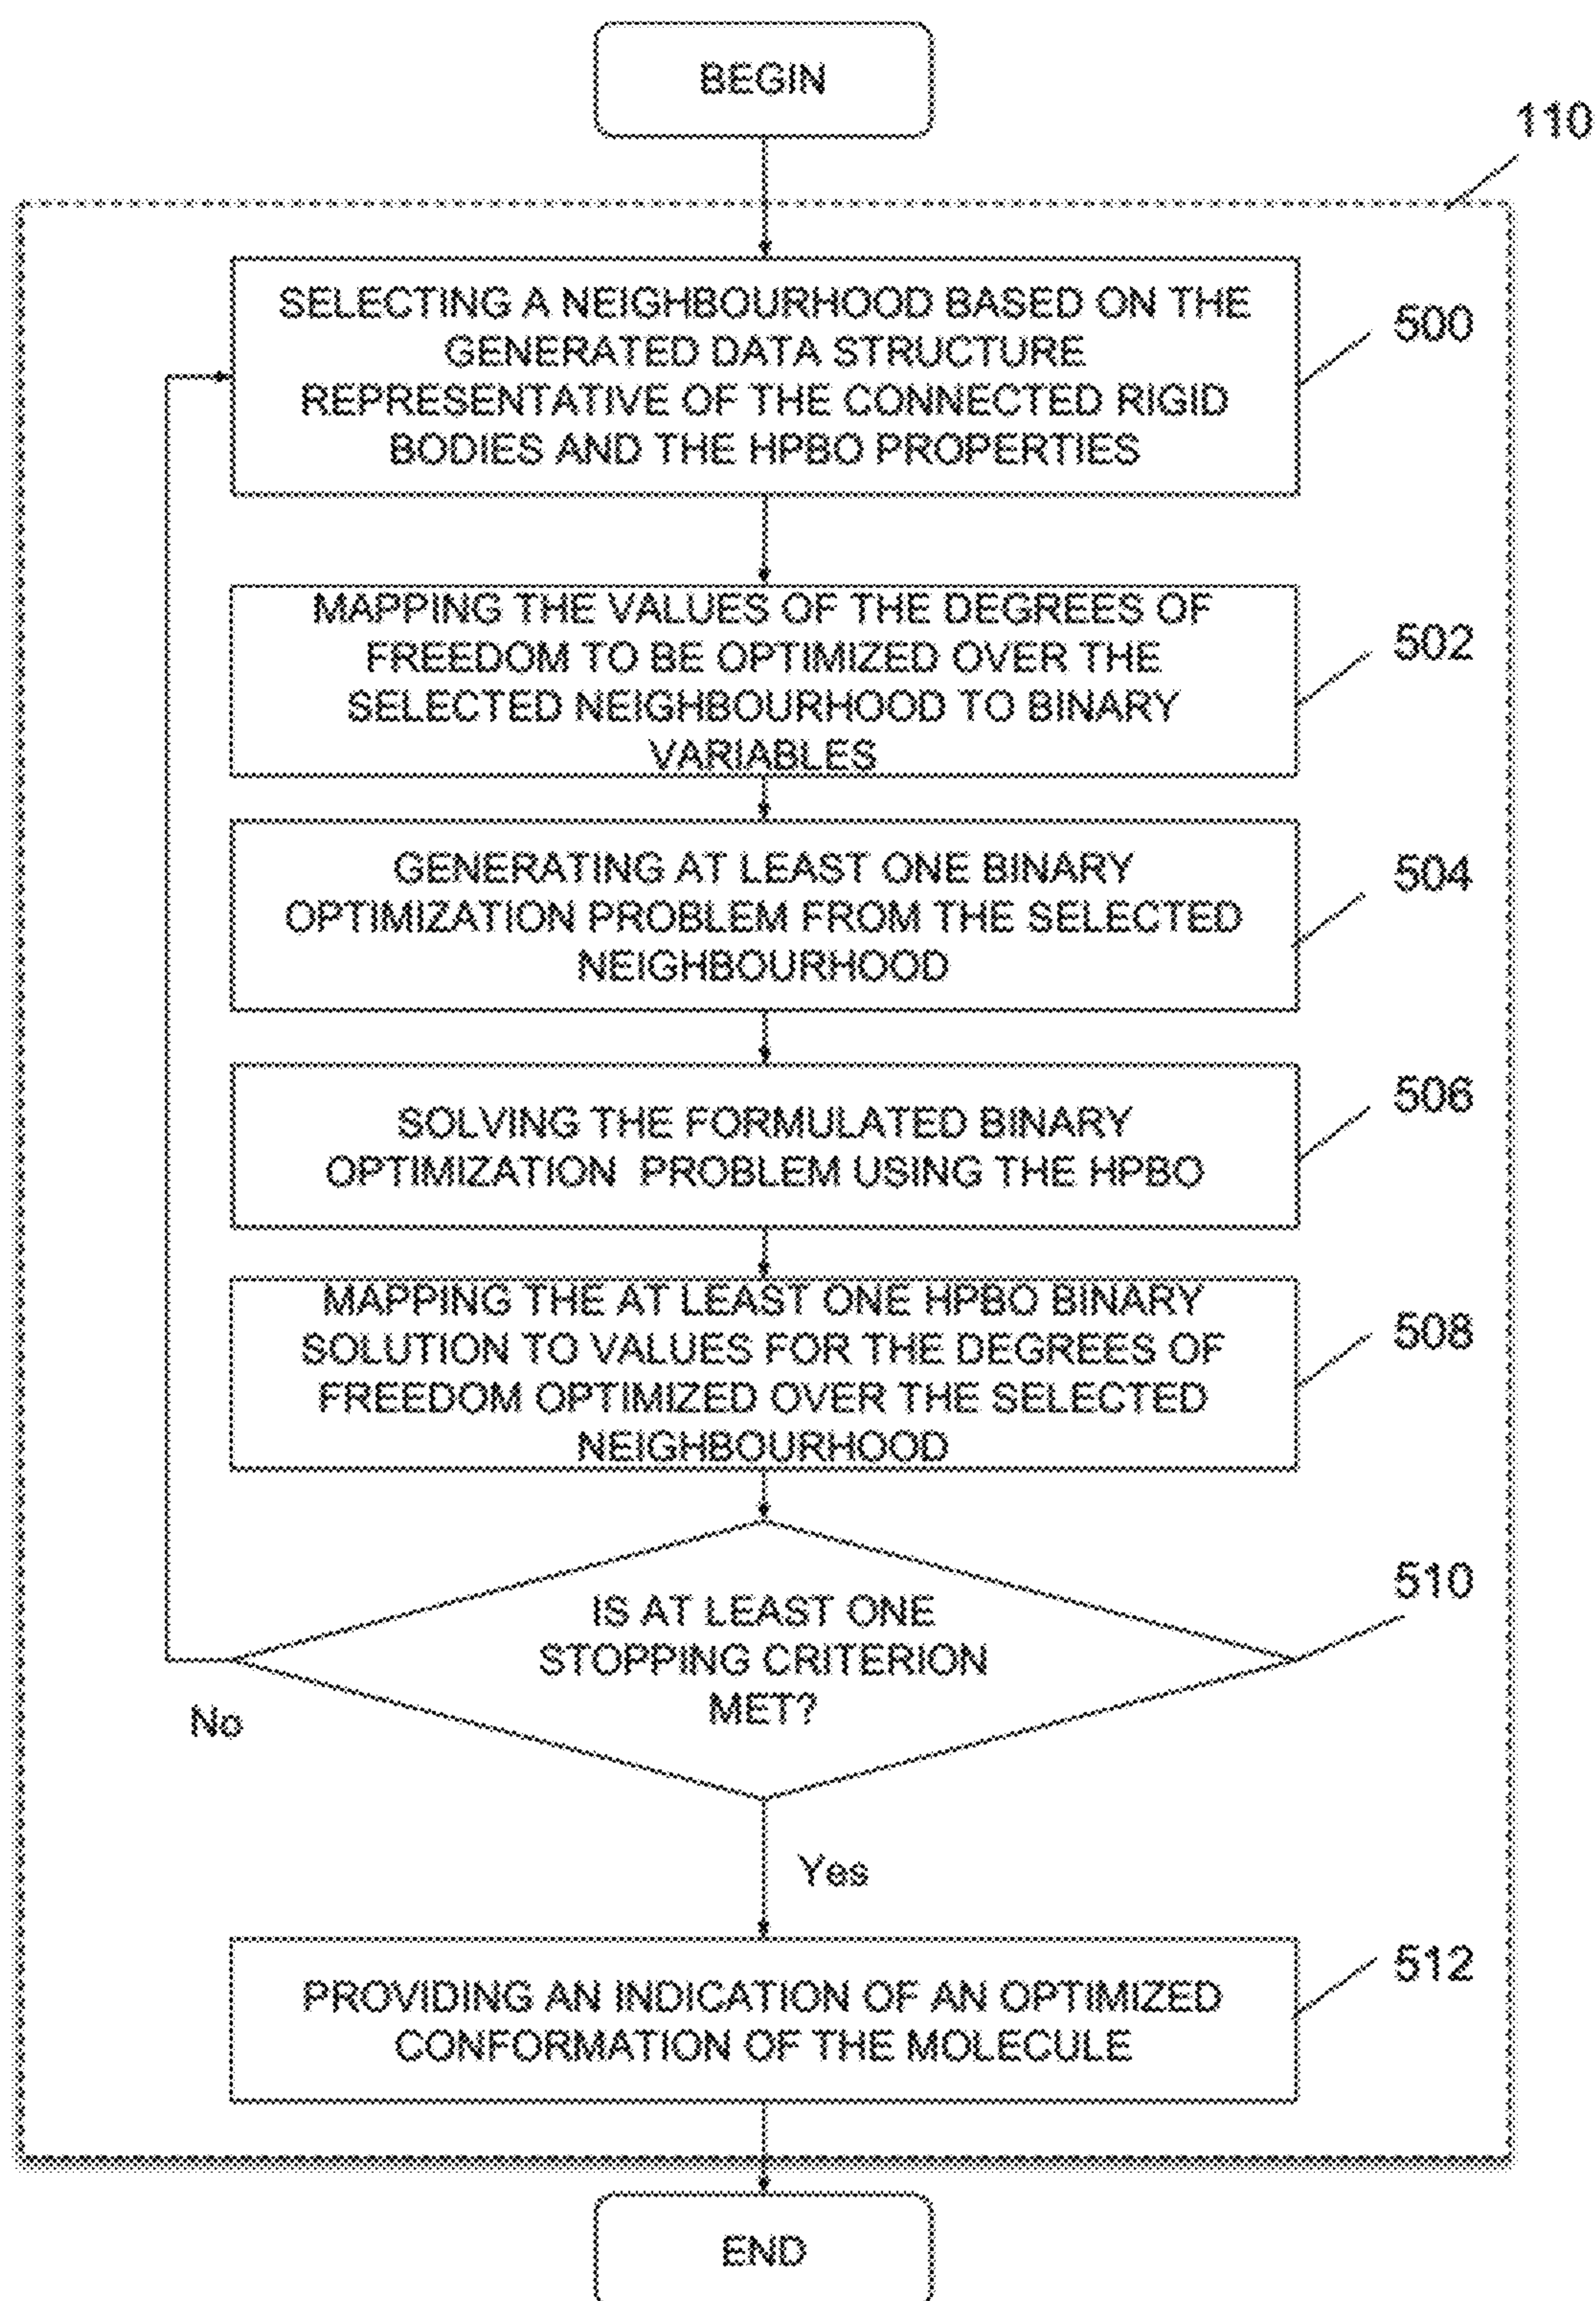 BEGIN
110
SELECTING A NEIGHBOURHOOD BASED ON THE
GENERATED DATA STRUCTURE
REPRESENTATIVE OF THE CONNECTED RIGID
BODIES AND THE HPBO PROPERTIES
500
MAPPING THE VALUES OF THE DEGREES OF
FREEDOM TO BE OPTIMIZED OVER THE
SELECTED NEIGHBOURHOOD TO BINARY
VARIABLES
502
GENERATING AT LEAST ONE BINARY
OPTIMIZATION PROBLEM FROM THE SELECTED
NEIGHBOURHOOD
504
SOLVING THE FORMULATED BINARY
OPTIMIZATION PROBLEM USING THE HPBO
506
MAPPING THE AT LEAST ONE HPBO BINARY
SOLUTION TO VALUES FOR THE DEGREES OF
FREEDOM OPTIMIZED OVER THE SELECTED
NEIGHBOURHOOD
508
IS AT LEAST ONE
STOPPING CRITERION
MET?
510
No
Yes
PROVIDING AN INDICATION OF AN OPTIMIZED
CONFORMATION OF THE MOLECULE
512
END